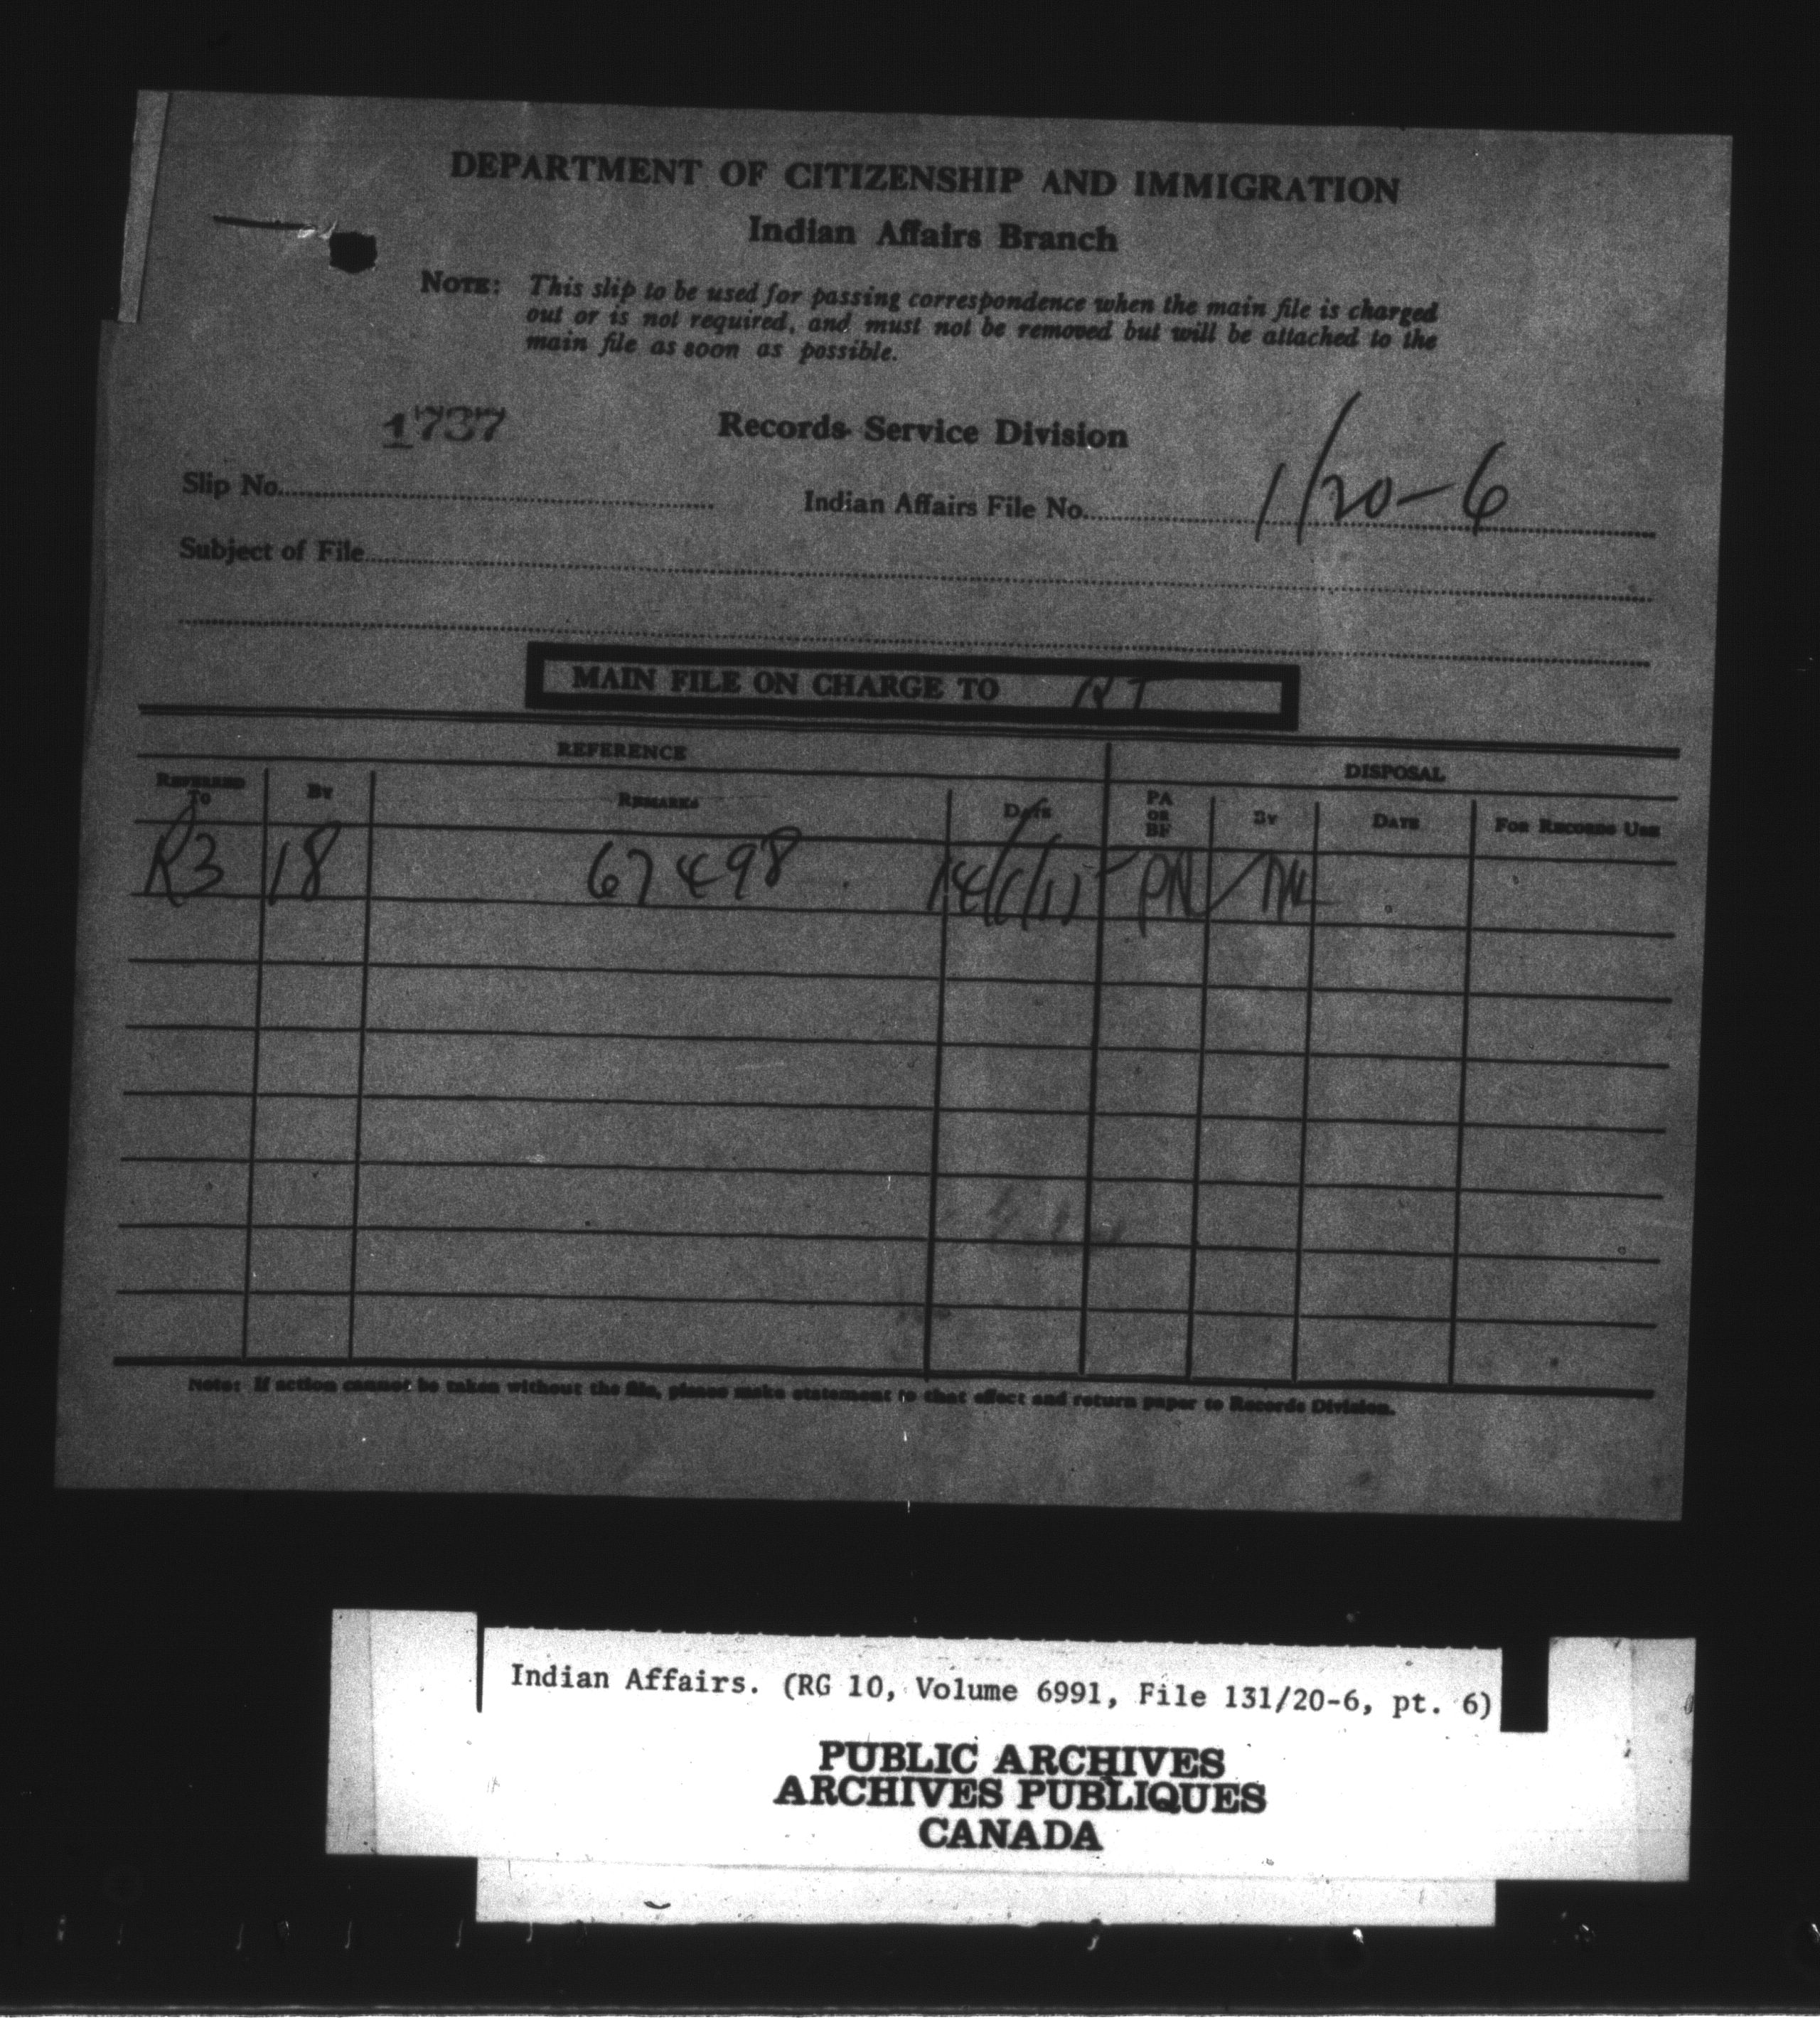 DEPARTMENT OF CITIZENSHIP AND IMMIGRATION
Indian Affairs Branch
NOTE: This slip to be used for passing correspondence when the main file is charged
out or is not required, and must not be removed but will be attached to the
main file as soon as possible.
1737
Records Service Division
Slip No. Indian Affairs File No. 1/20-6
Subject of File
MAIN FILE ON CHARGE TO
REFERENCE DISPOSAL
REFERRED TO BY REMARKS DATE PA OR BF BY DATE FOR RECORDS USE
R3 18 67498
Note: If action cannot be taken without the file, please make statement to that effect and return paper to Records Division.
Indian Affairs. (RG 10, Volume 6991, File 131/20-6, pt. 6)
PUBLIC ARCHIVES
ARCHIVES PUBLIQUES
CANADA